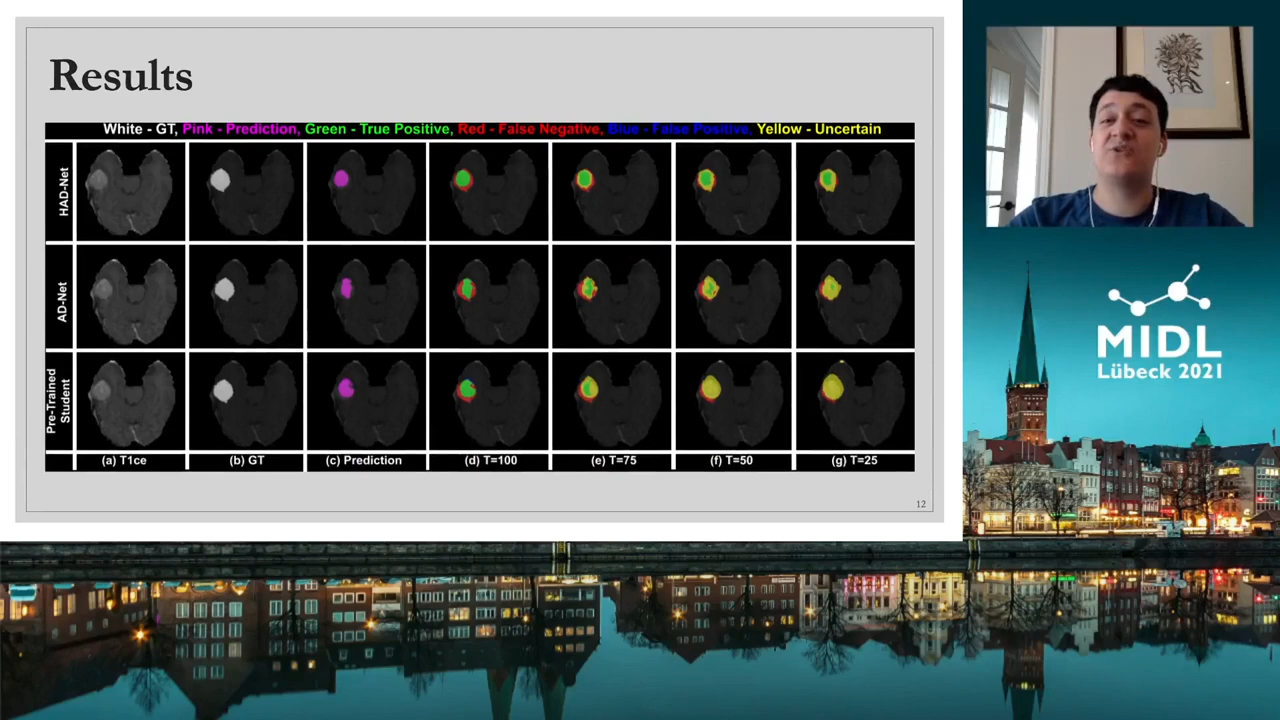 Results
White - GT, Pink - Prediction, Green - True Positive, Red - False Negative, Blue - False Positive, Yellow - Uncertain
HAD-Net
AD-Net
Pre-Trained
Student
(a) T1ce
(b) GT
(c) Prediction
(d) T=100
(e) T=75
(f) T=50
(g) T=25
12
MIDL
Lübeck 2021